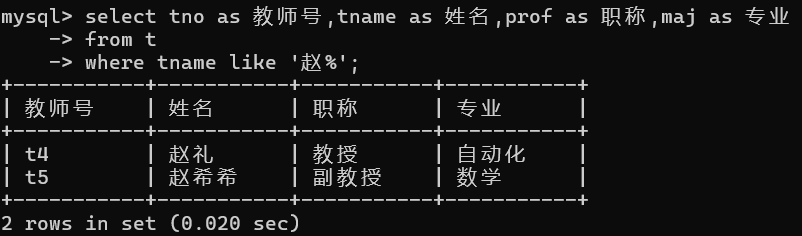 mysql> select tno as 教师号,tname as 姓名,prof as 职称,maj as 专业
    -> from t
    -> where tname like '赵%';
+-----------+-----------+-----------+-----------+
| 教师号    | 姓名      | 职称      | 专业      |
+-----------+-----------+-----------+-----------+
| t4        | 赵礼      | 教授      | 自动化    |
| t5        | 赵希希    | 副教授    | 数学      |
+-----------+-----------+-----------+-----------+
2 rows in set (0.020 sec)